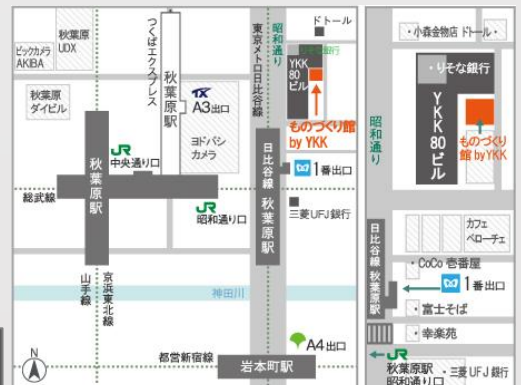 ビックカメラ
AKIBA
秋葉原
UDX
つくばエクスプレス
秋葉原駅
東京メトロ日比谷線
昭和通り
ドトール
りそな銀行
YKK
80
ビル
秋葉原
ダイビル
TX
A3出口
ヨドバシ
カメラ
ものづくり館
by YKK
JR
中央通り口
秋葉原駅
日比谷線 秋葉原駅
1番出口
総武線
JR
昭和通り口
三菱UFJ銀行
山手線
京浜東北線
神田川
A4出口
都営新宿線
岩本町駅
N
・小森金物店 ドトール・
・りそな銀行
YKK80ビル
昭和通り
ものづくり
館 by YKK
カフェ
ベローチェ
日比谷線 秋葉原駅
・CoCo 壱番屋
1番出口
・富士そば
・幸楽苑
JR
秋葉原駅
昭和通り口
・三菱UFJ銀行